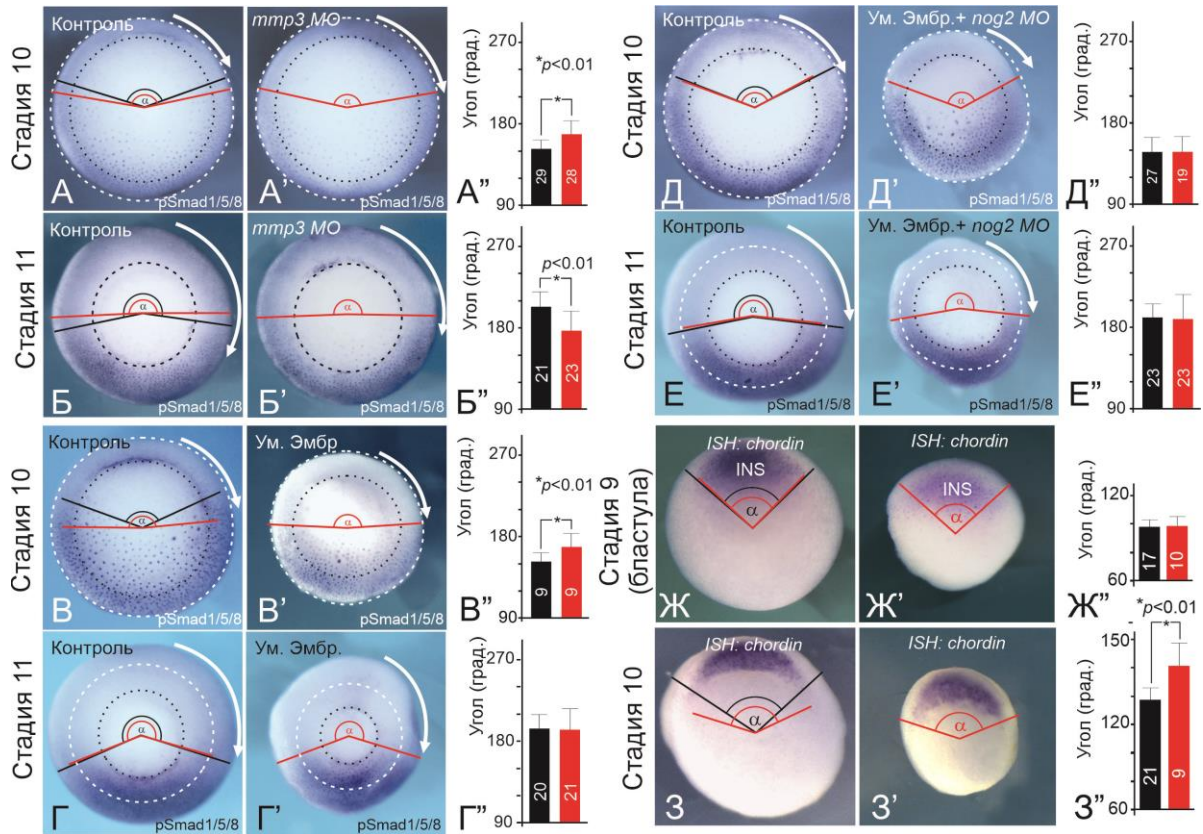 Стадия 10
Контроль
α
А
pSmad1/5/8
mmp3 MO
α
А’
pSmad1/5/8
Угол (град.)
270
180
90
*p<0.01
*
29
28
А”
Стадия 11
Контроль
α
Б
pSmad1/5/8
mmp3 MO
α
Б’
pSmad1/5/8
Угол (град.)
270
180
90
p<0.01
*
21
23
Б”
Стадия 10
Контроль
α
В
pSmad1/5/8
Ум. Эмбр
α
В’
pSmad1/5/8
Угол (град.)
270
180
90
*p<0.01
*
9
9
В”
Стадия 11
Контроль
α
Г
pSmad1/5/8
Ум. Эмбр.
α
Г’
pSmad1/5/8
Угол (град.)
270
180
90
20
21
Г”
Стадия 10
Контроль
α
Д
pSmad1/5/8
Ум. Эмбр.+ nog2 MO
α
Д’
pSmad1/5/8
Угол (град.)
270
180
90
27
19
Д”
Стадия 11
Контроль
α
Е
pSmad1/5/8
Ум. Эмбр.+ nog2 MO
α
Е’
pSmad1/5/8
Угол (град.)
270
180
90
23
23
Е”
Стадия 9
(бластула)
ISH: chordin
INS
α
Ж
ISH: chordin
INS
α
Ж’
Угол (град.)
120
60
17
10
Ж”
Стадия 10
ISH: chordin
α
З
ISH: chordin
α
З’
Угол (град.)
150
120
60
*p<0.01
*
21
9
З”